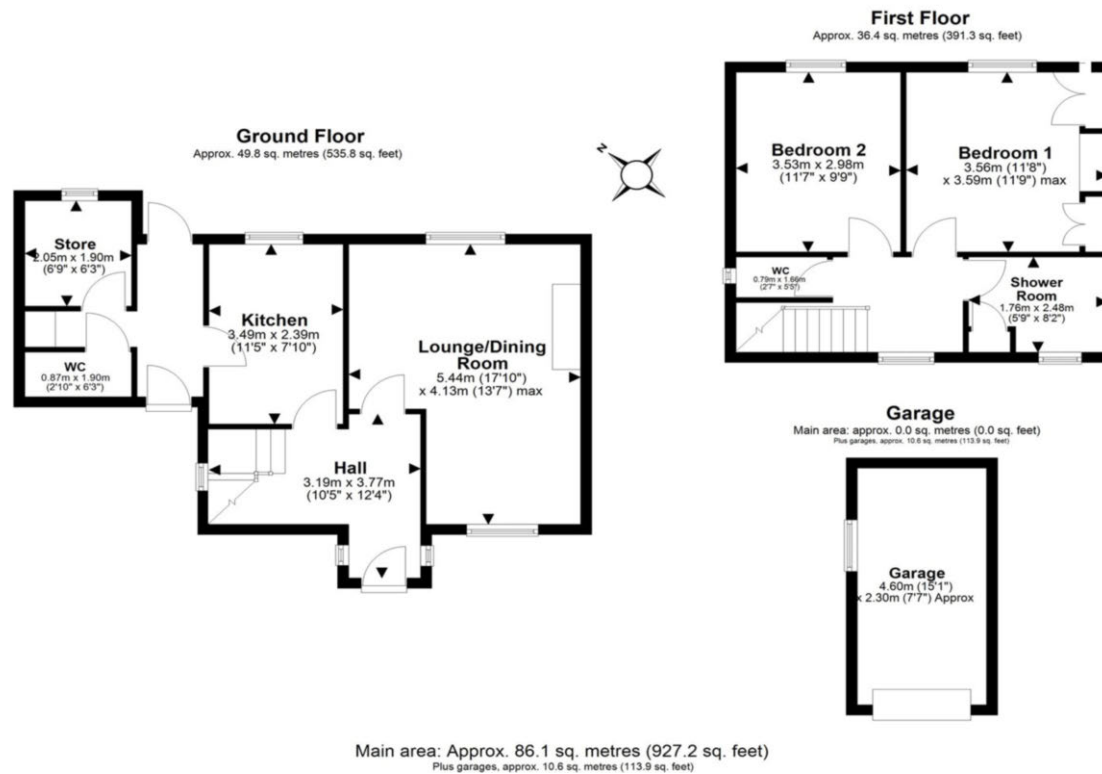 First Floor
Approx. 36.4 sq. metres (391.3 sq. feet)
Bedroom 2
3.53m x 2.98m
(11'7" x 9'9")
Bedroom 1
3.56m (11'8")
x 3.59m (11'9") max
WC
0.79m x 1.66m
(2'7" x 5'5")
Shower
Room
1.76m x 2.48m
(5'9" x 8'2")
Ground Floor
Approx. 49.8 sq. metres (535.8 sq. feet)
N
Store
2.05m x 1.90m
(6'9" x 6'3")
Kitchen
3.49m x 2.39m
(11'5" x 7'10")
Lounge/Dining
Room
5.44m (17'10")
x 4.13m (13'7") max
WC
0.87m x 1.90m
(2'10" x 6'3")
Hall
3.19m x 3.77m
(10'5" x 12'4")
Garage
Main area: approx. 0.0 sq. metres (0.0 sq. feet)
Plus garages, approx. 10.6 sq. metres (113.9 sq. feet)
Garage
4.60m (15'1")
x 2.30m (7'7") Approx
Main area: Approx. 86.1 sq. metres (927.2 sq. feet)
Plus garages, approx. 10.6 sq. metres (113.9 sq. feet)